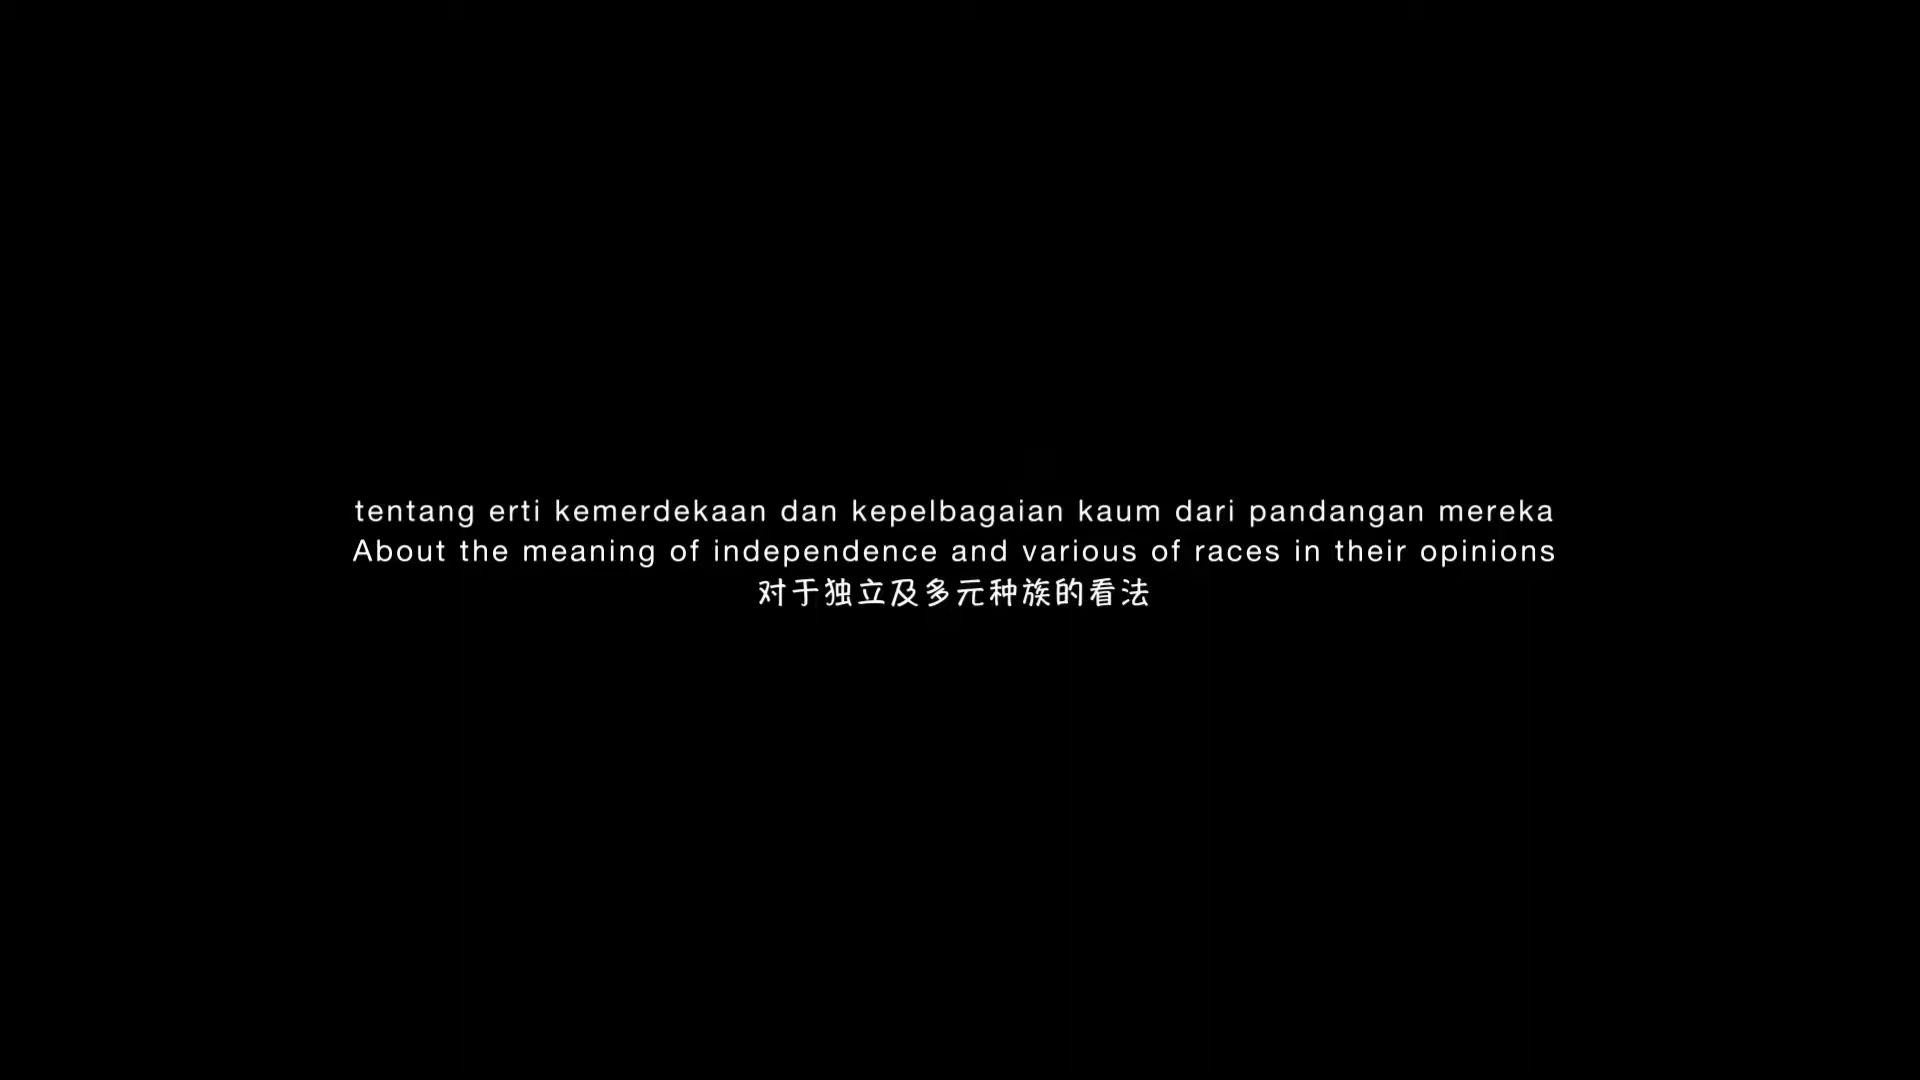 tentang erti kemerdekaan dan kepelbagaian kaum dari pandangan mereka
About the meaning of independence and various of races in their opinions
对于独立及多元种族的看法